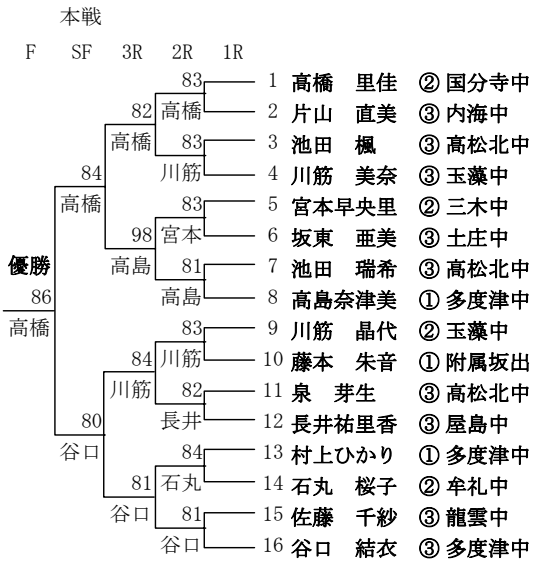 本戦
F SF 3R 2R 1R
83 1 高橋 里佳 ② 国分寺中
82 高橋 2 片山 直美 ③ 内海中
高橋 83 3 池田 楓 ③ 高松北中
84 川筋 4 川筋 美奈 ③ 玉藻中
高橋 83 5 宮本早央里 ② 三木中
98 宮本 6 坂東 亜美 ③ 土庄中
優勝 高島 81 7 池田 瑞希 ③ 高松北中
86 高島 8 高島奈津美 ① 多度津中
高橋 83 9 川筋 晶代 ② 玉藻中
84 川筋 10 藤本 朱音 ① 附属坂出
川筋 82 11 泉 芽生 ③ 高松北中
80 長井 12 長井祐里香 ③ 屋島中
谷口 84 13 村上ひかり ① 多度津中
81 石丸 14 石丸 桜子 ② 牟礼中
谷口 81 15 佐藤 千紗 ③ 龍雲中
谷口 16 谷口 結衣 ③ 多度津中